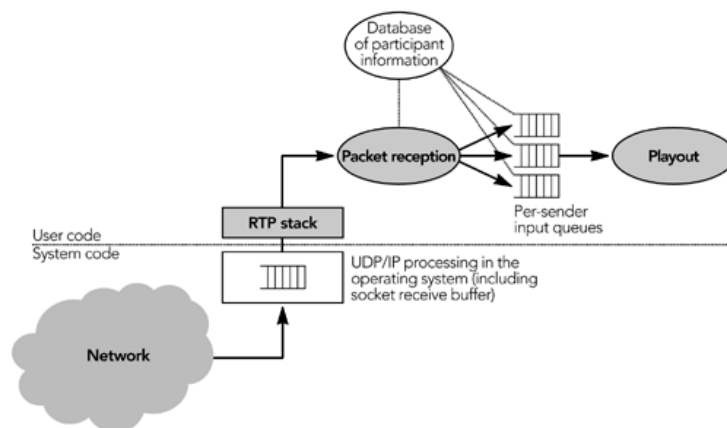 Database
of participant
information
Packet reception
Playout
Per-sender
input queues
RTP stack
User code
System code
UDP/IP processing in the
operating system (including
socket receive buffer)
Network